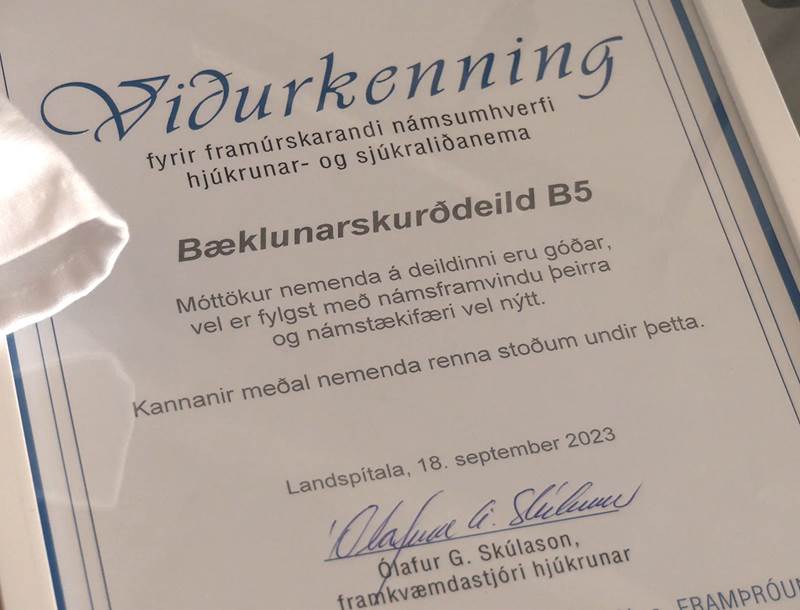 Viðurkenning
fyrir framúrskarandi námsumhverfi
hjúkrunar- og sjúkraliðanema
Bæklunarskurðdeild B5
Móttökur nemenda á deildinni eru góðar,
vel er fylgst með námsframvindu þeirra
og námstækifæri vel nýtt.
Kannanir meðal nemenda renna stoðum undir þetta.
Landspítala, 18. september 2023
Ólafur G. Skúlason
Ólafur G. Skúlason,
framkvæmdastjóri hjúkrunar